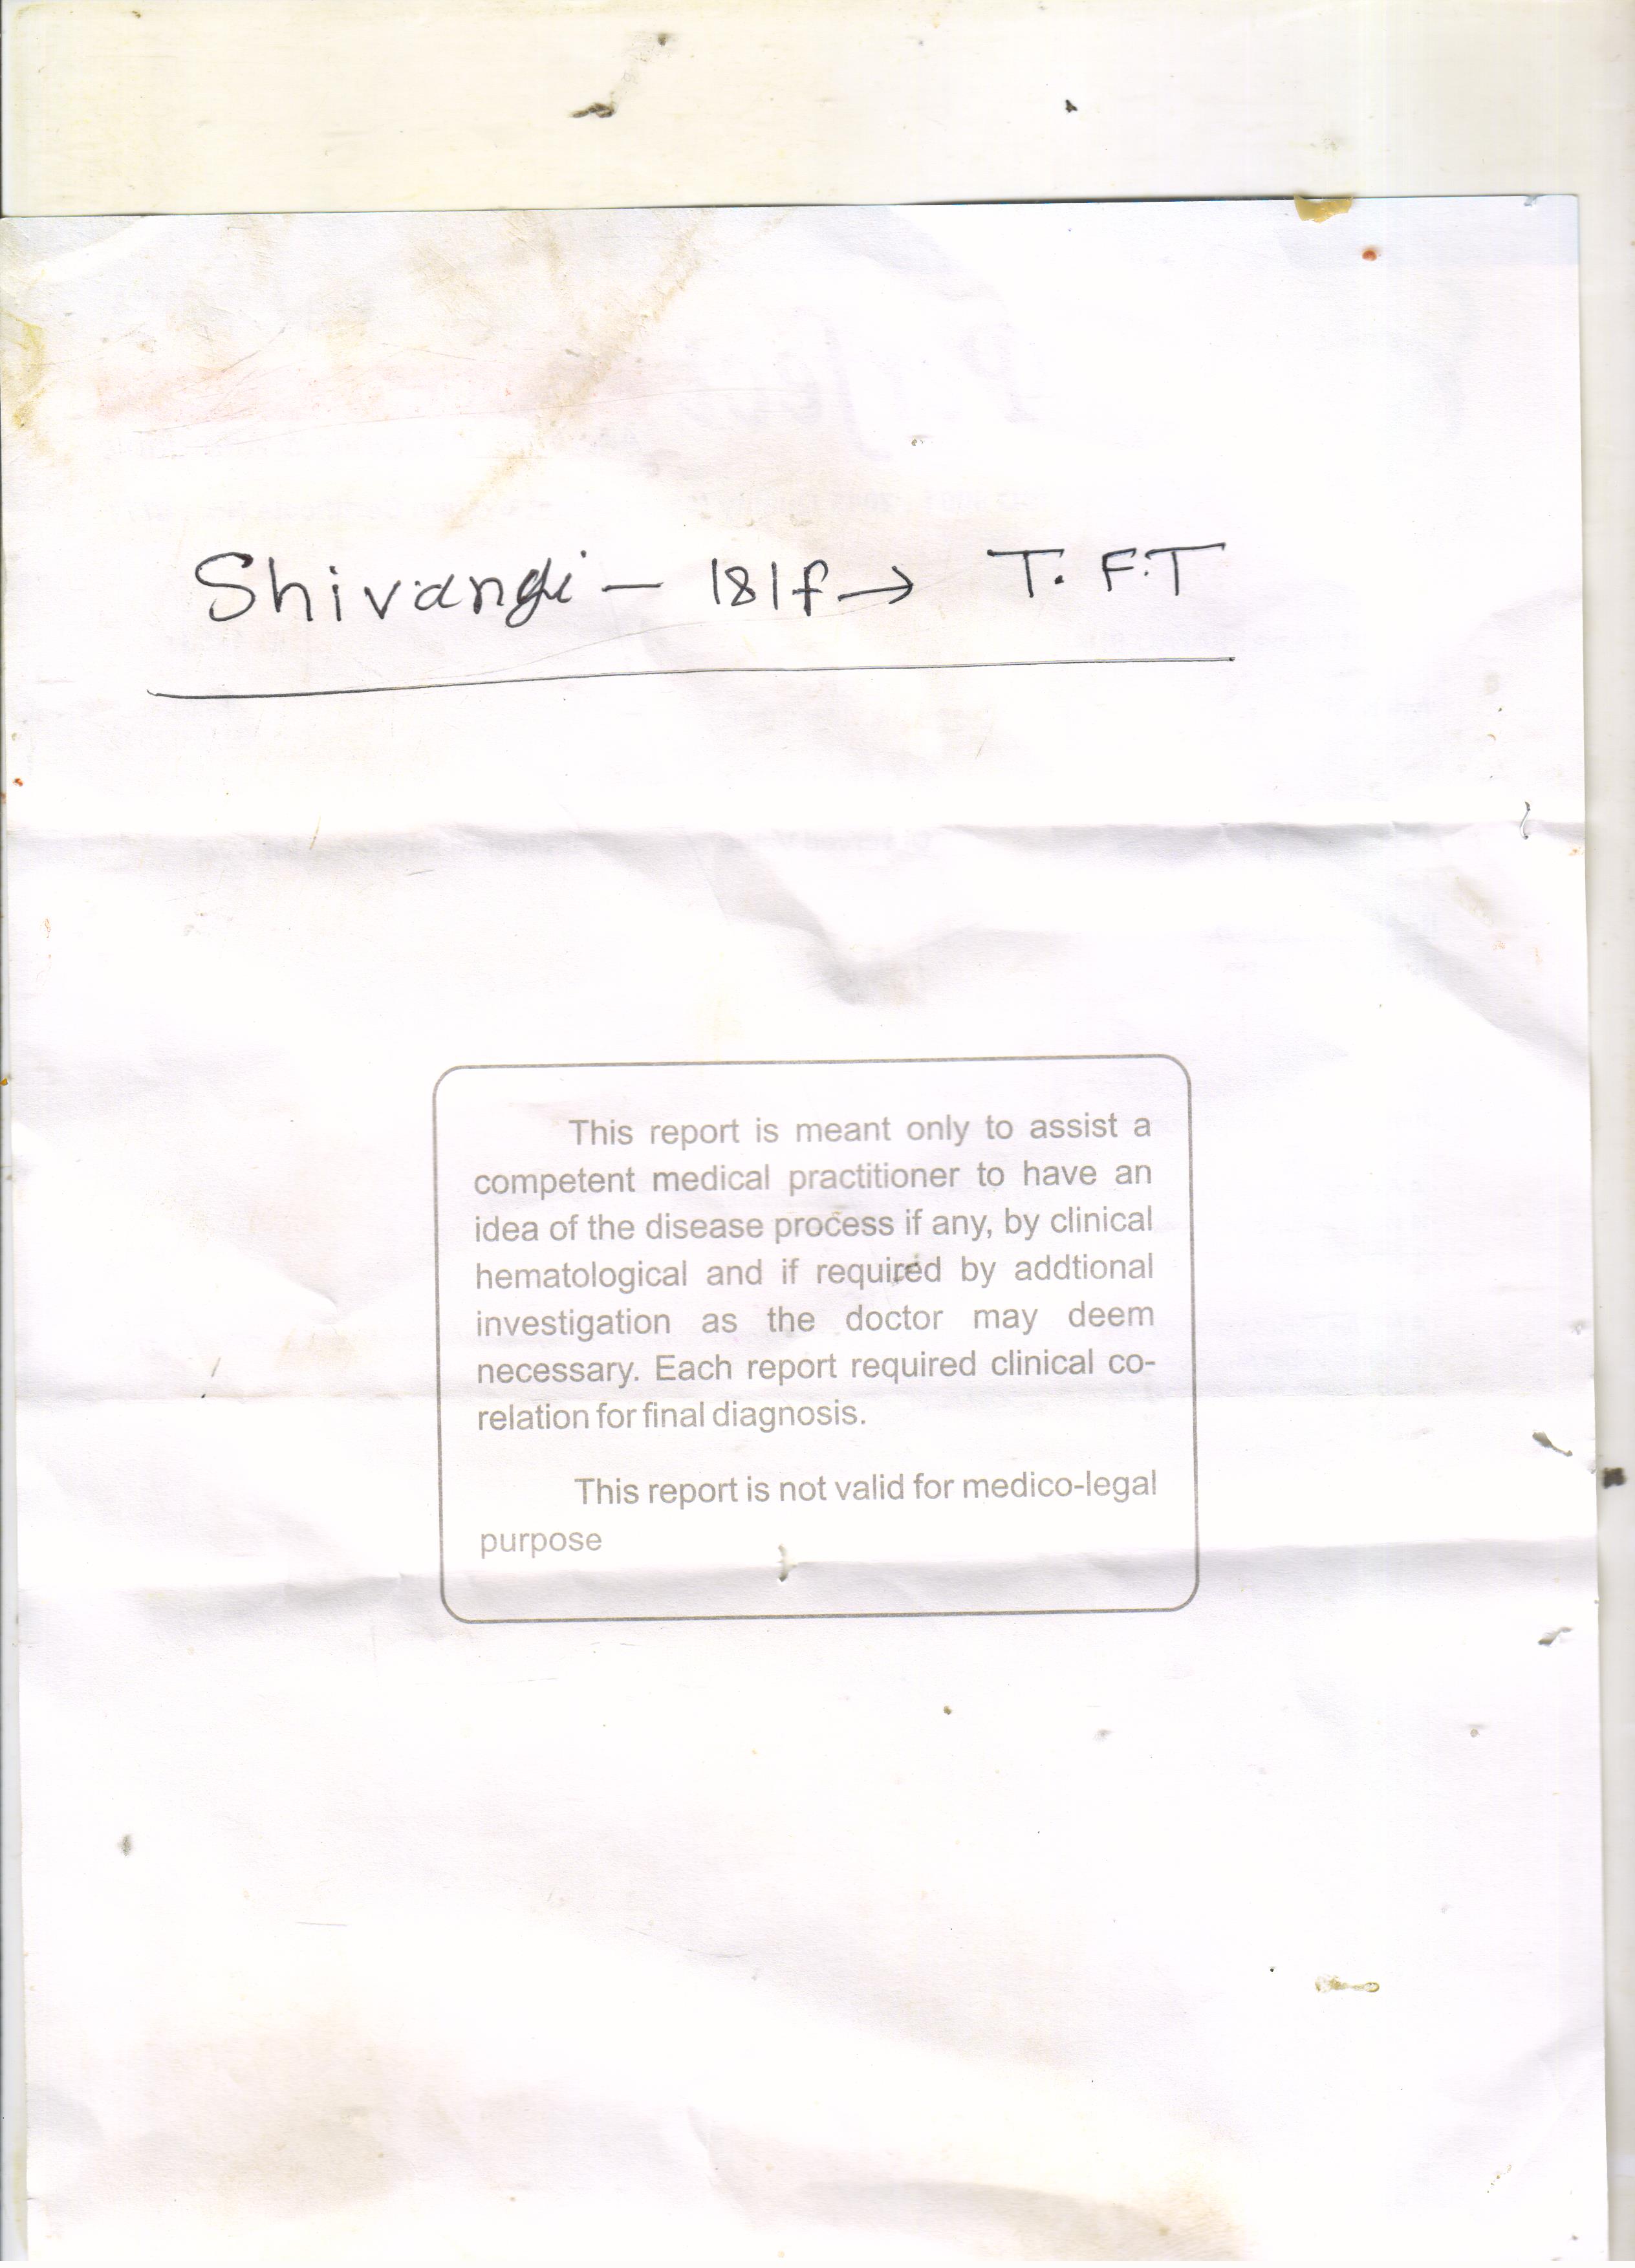 Shivangi – 18/f → T.F.T
This report is meant only to assist a
competent medical practitioner to have an
idea of the disease process if any, by clinical
hematological and if required by addtional
investigation as the doctor may deem
necessary. Each report required clinical co-
relation for final diagnosis.
This report is not valid for medico-legal
purpose